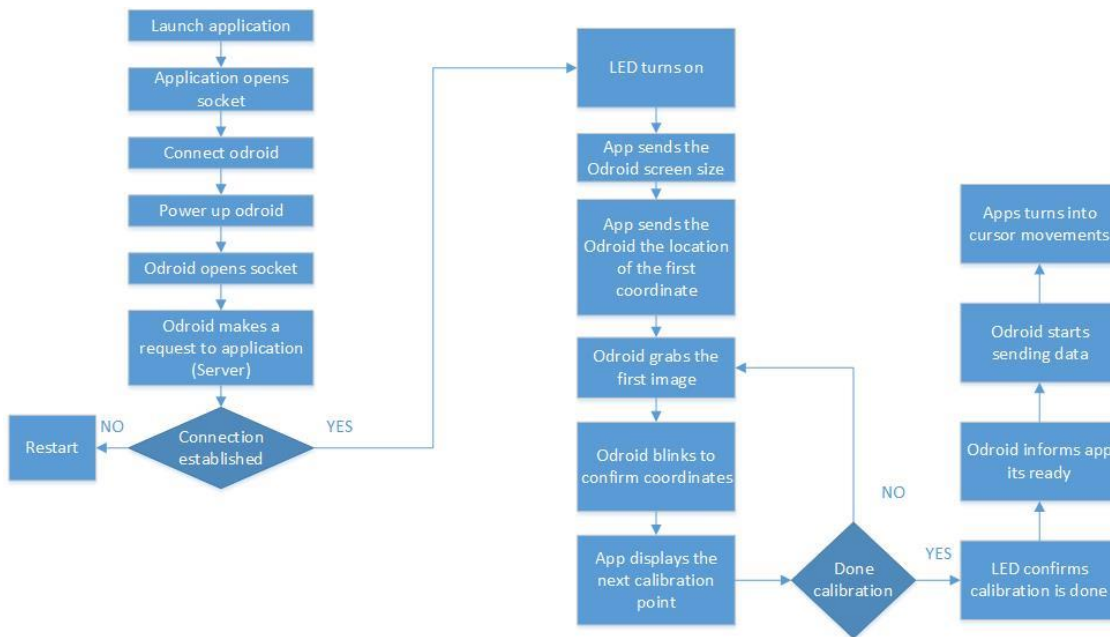 Launch application
Application opens
socket
Connect odroid
Power up odroid
Odroid opens socket
Odroid makes a
request to application
(Server)
Connection
established
NO
Restart
YES
LED turns on
App sends the
Odroid screen size
App sends the
Odroid the location
of the first
coordinate
Odroid grabs the
first image
Odroid blinks to
confirm coordinates
App displays the
next calibration
point
Done
calibration
NO
YES
LED confirms
calibration is done
Odroid informs app
its ready
Odroid starts
sending data
Apps turns into
cursor movements